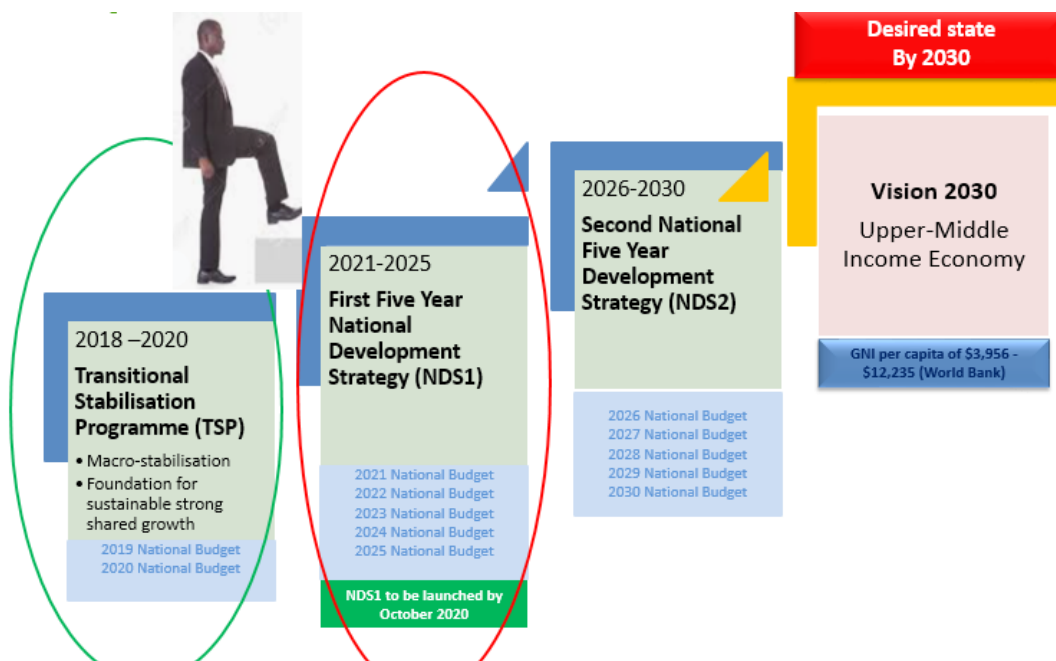 Desired state
By 2030
2018 –2020
Transitional
Stabilisation
Programme (TSP)
• Macro-stabilisation
• Foundation for
sustainable strong
shared growth
2019 National Budget
2020 National Budget
2021-2025
First Five Year
National
Development
Strategy (NDS1)
2021 National Budget
2022 National Budget
2023 National Budget
2024 National Budget
2025 National Budget
NDS1 to be launched by
October 2020
2026-2030
Second National
Five Year
Development
Strategy (NDS2)
2026 National Budget
2027 National Budget
2028 National Budget
2029 National Budget
2030 National Budget
Vision 2030
Upper-Middle
Income Economy
GNI per capita of $3,956 -
$12,235 (World Bank)